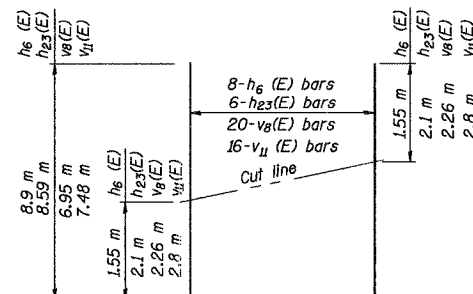 h6 (E)
h23(E)
v8(E)
v11(E)
8.9 m
8.59 m
6.95 m
7.48 m
h6 (E)
h23(E)
v8(E)
v11(E)
1.55 m
2.1 m
2.26 m
2.8 m
8-h6 (E) bars
6-h23(E) bars
20-v8(E) bars
16-v11 (E) bars
Cut line
h6 (E)
h23(E)
v8(E)
1.55 m
2.1 m
2.26 m
2.8 m